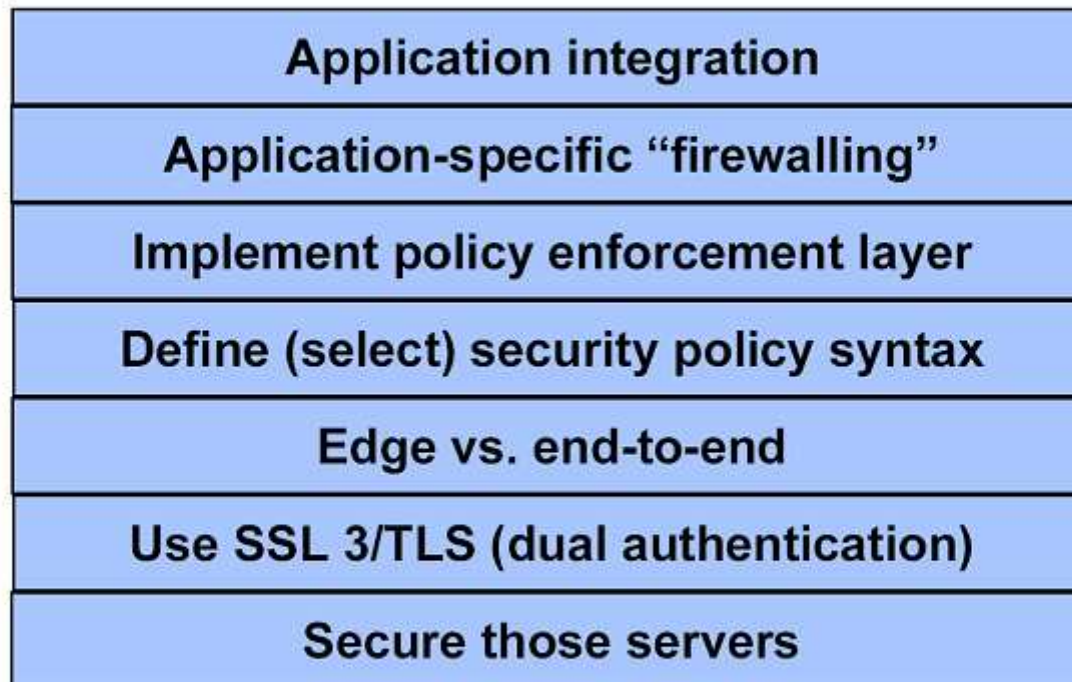 Application integration
Application-specific “firewalling”
Implement policy enforcement layer
Define (select) security policy syntax
Edge vs. end-to-end
Use SSL 3/TLS (dual authentication)
Secure those servers